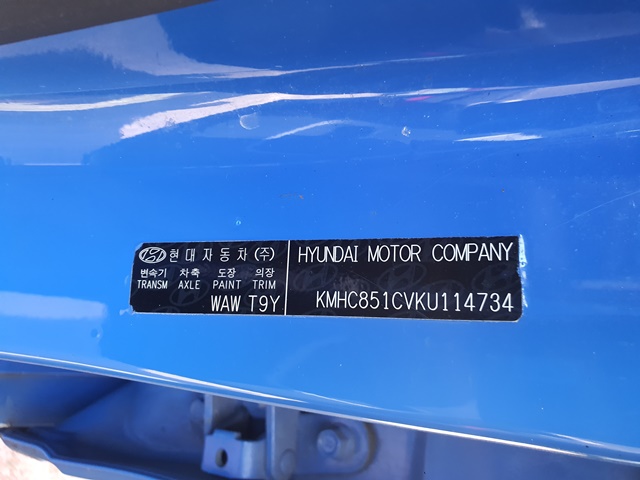 현대자동차(주)
변속기 차축 도장 의장
TRANSM AXLE PAINT TRIM
WAW T9Y
HYUNDAI MOTOR COMPANY
KMHC851CVKU114734